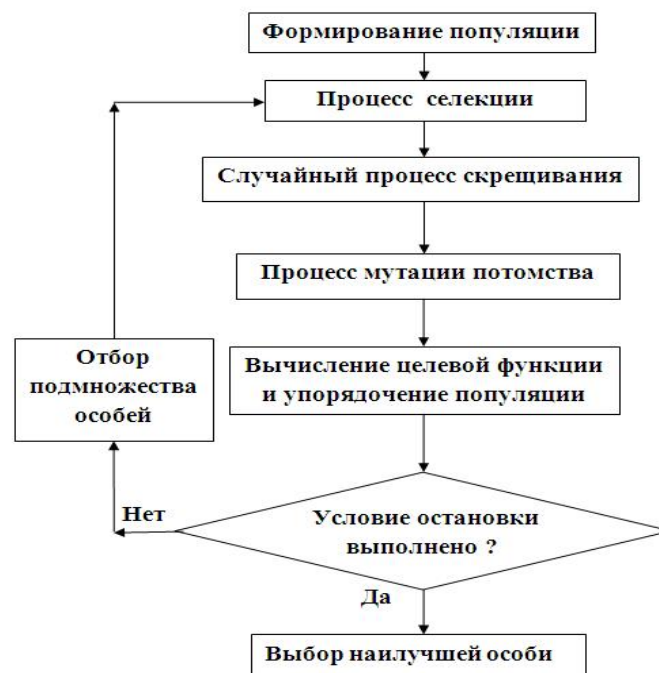 Формирование популяции
Процесс селекции
Случайный процесс скрещивания
Процесс мутации потомства
Отбор
подмножества
особей
Вычисление целевой функции
и упорядочение популяции
Нет
Условие остановки
выполнено ?
Да
Выбор наилучшей особи